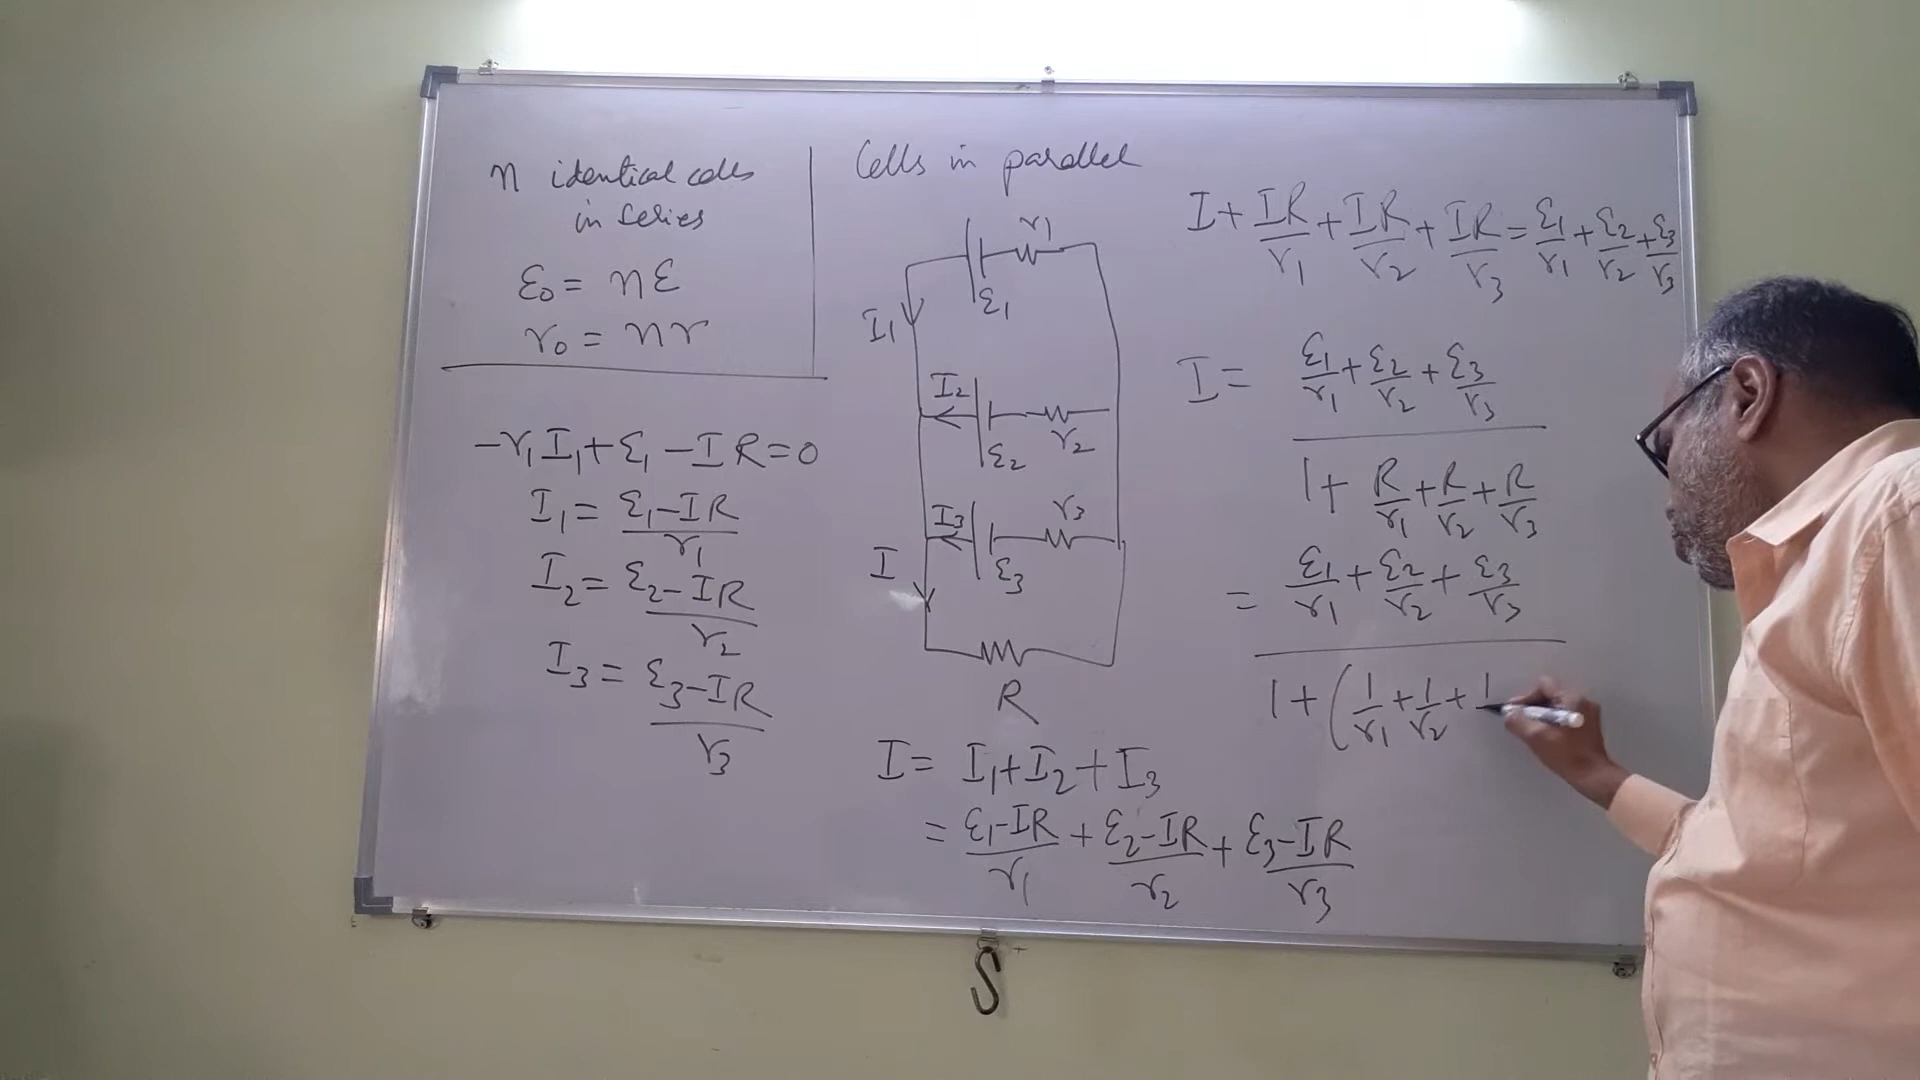 n identical cells
in series
ε₀ = nε
r₀ = nr
-r₁I₁ + ε₁ - IR = 0
I₁ = (ε₁ - IR)/r₁
I₂ = (ε₂ - IR)/r₂
I₃ = (ε₃ - IR)/r₃
Cells in parallel
r₁
ε₁
I₁
I₂
ε₂
r₂
I₃
r₃
ε₃
I
R
I = I₁ + I₂ + I₃
= (ε₁ - IR)/r₁ + (ε₂ - IR)/r₂ + (ε₃ - IR)/r₃
I + IR/r₁ + IR/r₂ + IR/r₃ = ε₁/r₁ + ε₂/r₂ + ε₃/r₃
I = ε₁/r₁ + ε₂/r₂ + ε₃/r₃
1 + R/r₁ + R/r₂ + R/r₃
= ε₁/r₁ + ε₂/r₂ + ε₃/r₃
1 + (1/r₁ + 1/r₂ + 1